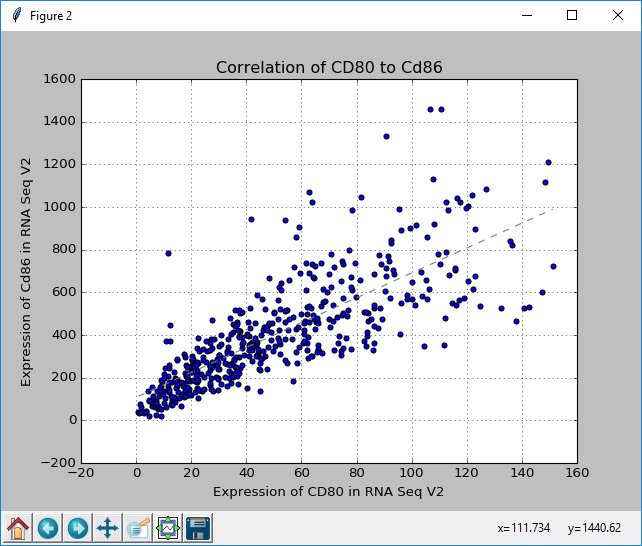 Figure 2
Correlation of CD80 to Cd86
1600
1400
1200
1000
800
600
400
200
0
−200
Expression of Cd86 in RNA Seq V2
−20 0 20 40 60 80 100 120 140 160
Expression of CD80 in RNA Seq V2
x=111.734 y=1440.62